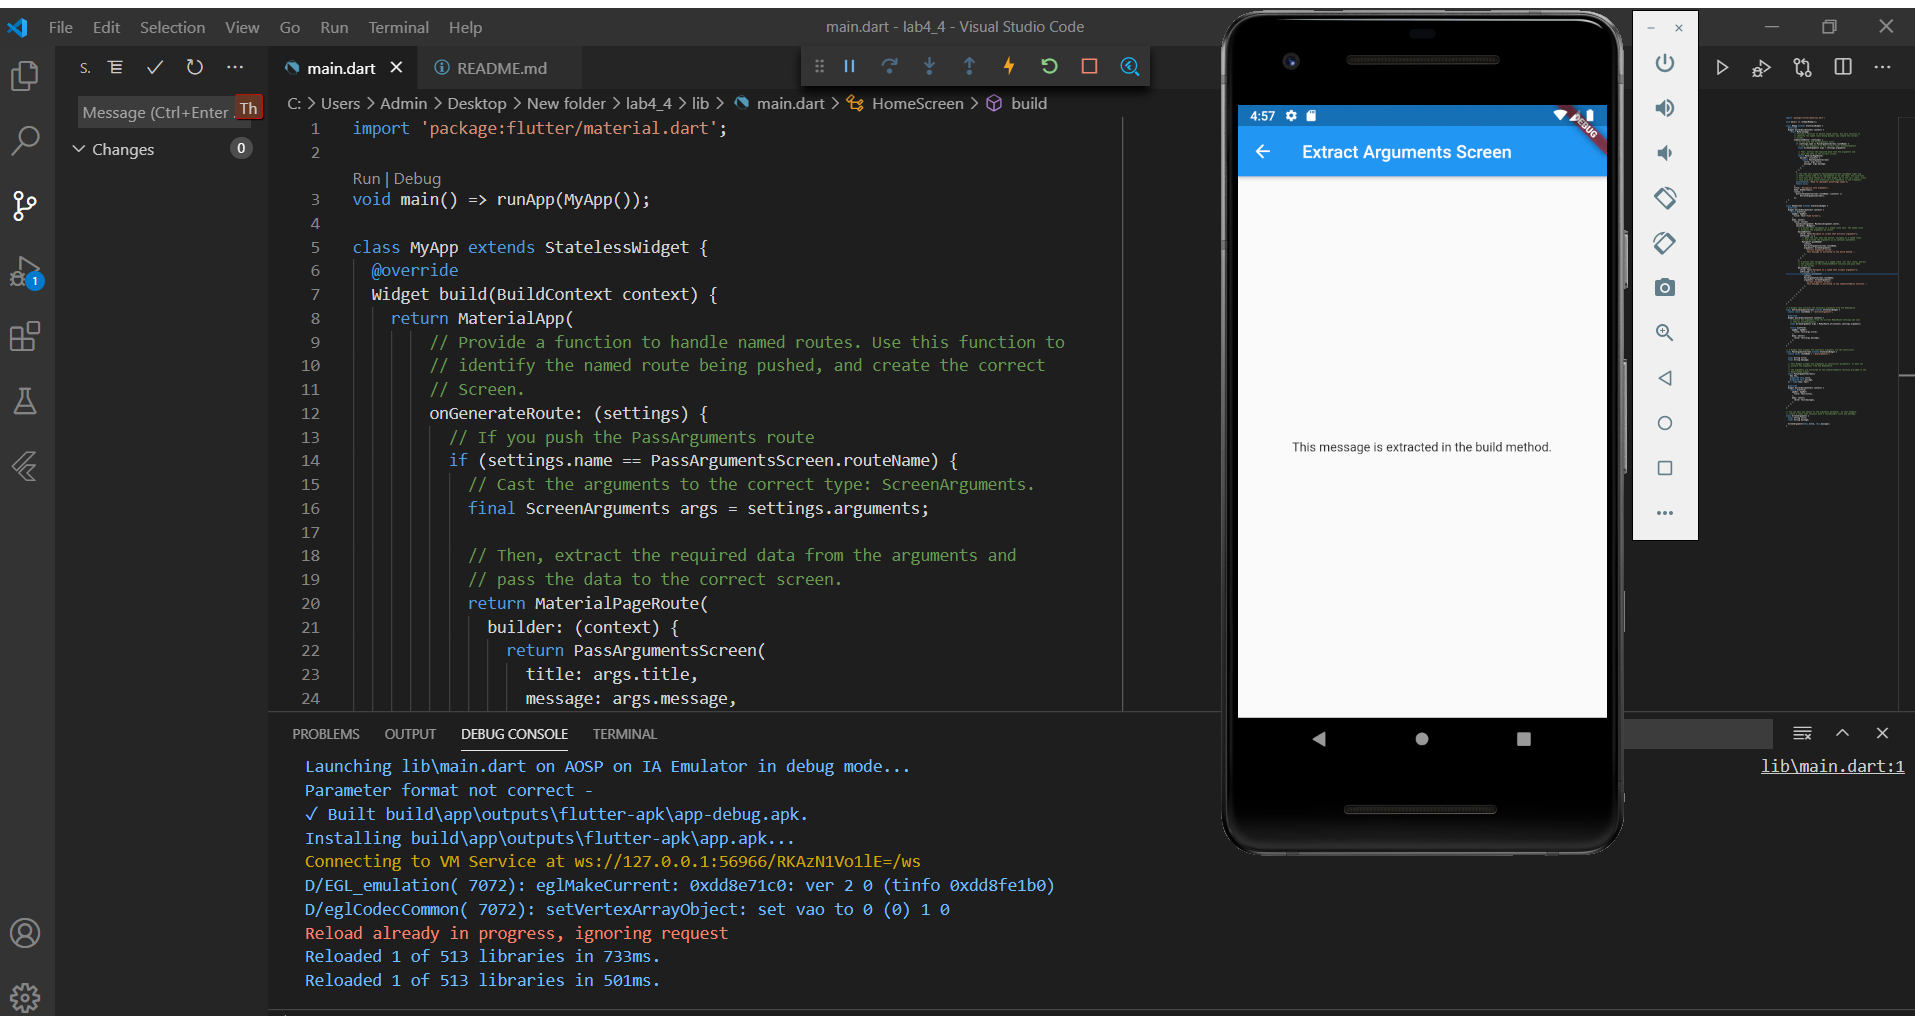 File Edit Selection View Go Run Terminal Help
main.dart - lab4_4 - Visual Studio Code
S.
main.dart
README.md
Message (Ctrl+Enter
Th
Changes
0
1
C: > Users > Admin > Desktop > New folder > lab4_4 > lib > main.dart > HomeScreen > build
1 import 'package:flutter/material.dart';
2
Run | Debug
3 void main() => runApp(MyApp());
4
5 class MyApp extends StatelessWidget {
6 @override
7 Widget build(BuildContext context) {
8 return MaterialApp(
9 // Provide a function to handle named routes. Use this function to
10 // identify the named route being pushed, and create the correct
11 // Screen.
12 onGenerateRoute: (settings) {
13 // If you push the PassArguments route
14 if (settings.name == PassArgumentsScreen.routeName) {
15 // Cast the arguments to the correct type: ScreenArguments.
16 final ScreenArguments args = settings.arguments;
17
18 // Then, extract the required data from the arguments and
19 // pass the data to the correct screen.
20 return MaterialPageRoute(
21 builder: (context) {
22 return PassArgumentsScreen(
23 title: args.title,
24 message: args.message,
PROBLEMS OUTPUT DEBUG CONSOLE TERMINAL
Launching lib\main.dart on AOSP on IA Emulator in debug mode...
lib\main.dart:1
Parameter format not correct -
✓ Built build\app\outputs\flutter-apk\app-debug.apk.
Installing build\app\outputs\flutter-apk\app.apk...
Connecting to VM Service at ws://127.0.0.1:56966/RKAzN1Vo1lE=/ws
D/EGL_emulation( 7072): eglMakeCurrent: 0xdd8e71c0: ver 2 0 (tinfo 0xdd8fe1b0)
D/eglCodecCommon( 7072): setVertexArrayObject: set vao to 0 (0) 1 0
Reload already in progress, ignoring request
Reloaded 1 of 513 libraries in 733ms.
Reloaded 1 of 513 libraries in 501ms.
4:57
DEBUG
Extract Arguments Screen
This message is extracted in the build method.